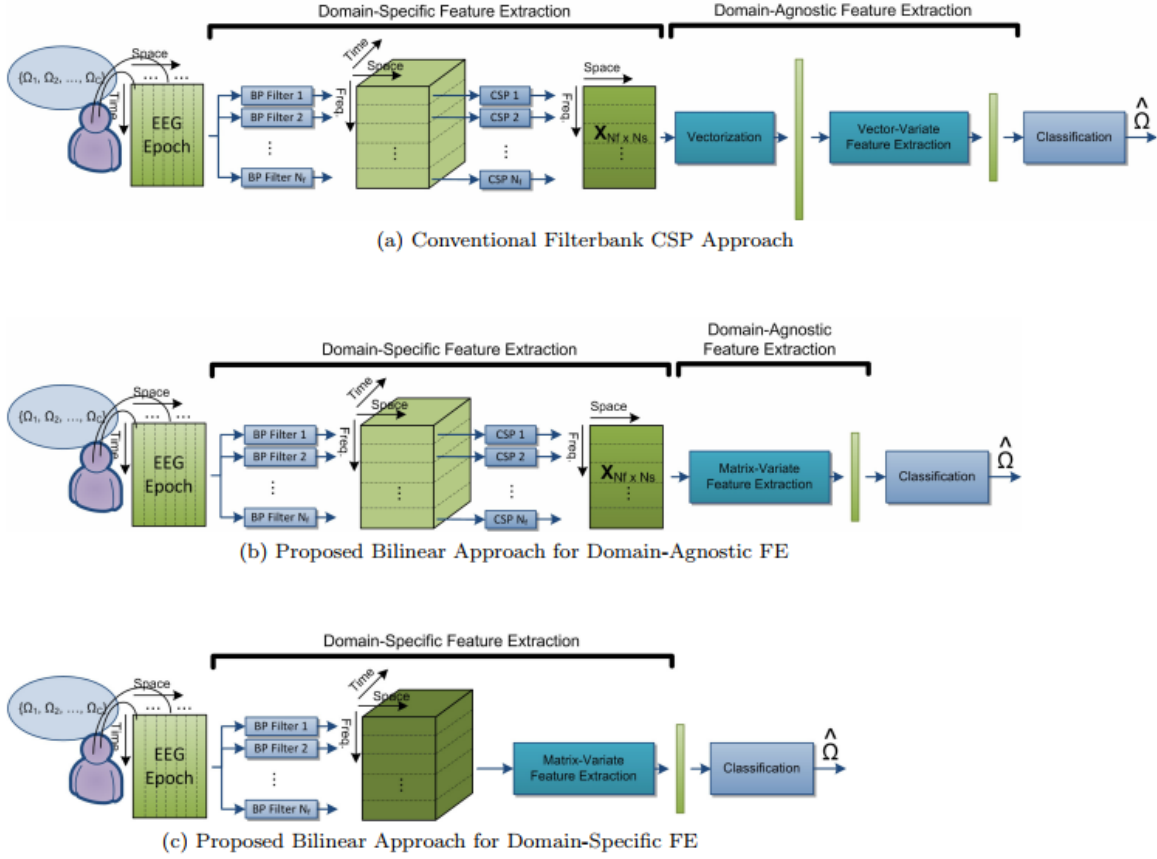 Domain-Specific Feature Extraction
Domain-Agnostic Feature Extraction
{Ω1, Ω2, ..., ΩC}
Space
... ...
Time
EEG
Epoch
BP Filter 1
BP Filter 2
⋮
BP Filter Nf
Time
Space
Freq.
⋮
CSP 1
CSP 2
⋮
CSP Nf
Space
Freq.
XNf x Ns
⋮
Vectorization
Vector-Variate
Feature Extraction
Classification
Ω̂
(a) Conventional Filterbank CSP Approach
Domain-Specific Feature Extraction
Domain-Agnostic
Feature Extraction
{Ω1, Ω2, ..., ΩC}
Space
... ...
Time
EEG
Epoch
BP Filter 1
BP Filter 2
⋮
BP Filter Nf
Time
Space
Freq.
⋮
CSP 1
CSP 2
⋮
CSP Nf
Space
Freq.
XNf x Ns
⋮
Matrix-Variate
Feature Extraction
Classification
Ω̂
(b) Proposed Bilinear Approach for Domain-Agnostic FE
Domain-Specific Feature Extraction
{Ω1, Ω2, ..., ΩC}
Space
... ...
Time
EEG
Epoch
BP Filter 1
BP Filter 2
⋮
BP Filter Nf
Time
Space
Freq.
⋮
Matrix-Variate
Feature Extraction
Classification
Ω̂
(c) Proposed Bilinear Approach for Domain-Specific FE